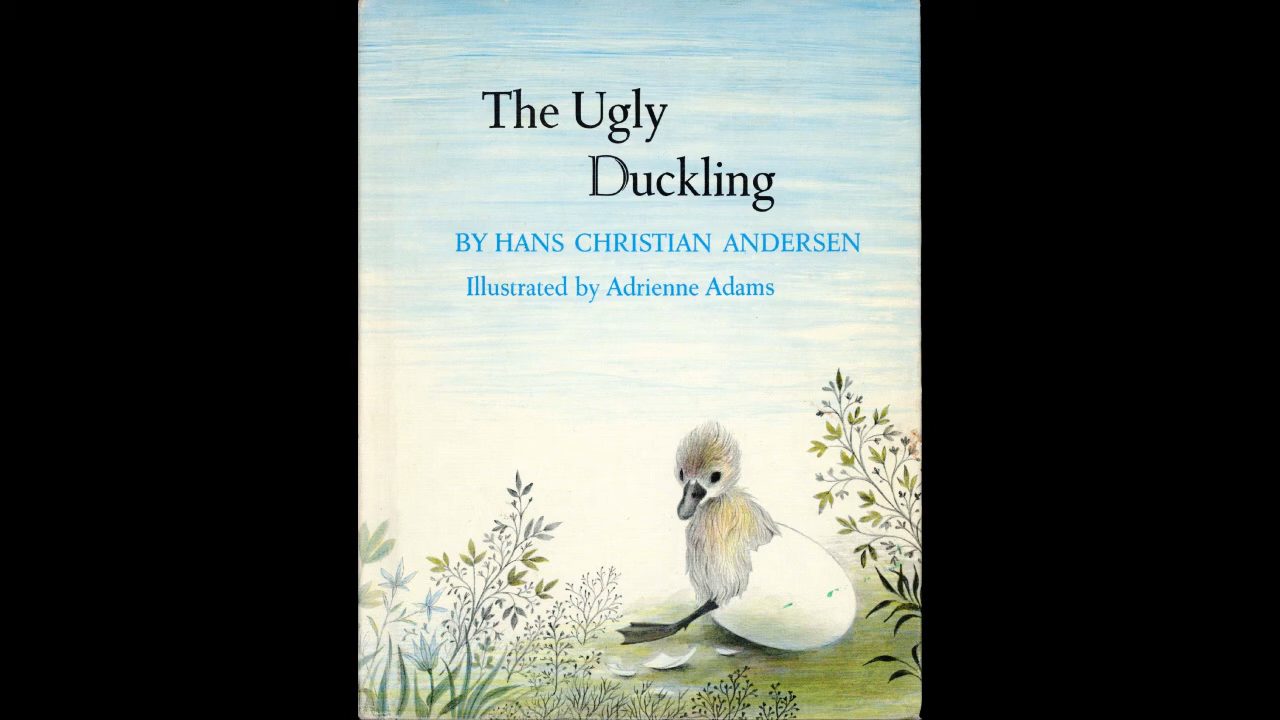 The Ugly
Duckling
BY HANS CHRISTIAN ANDERSEN
Illustrated by Adrienne Adams